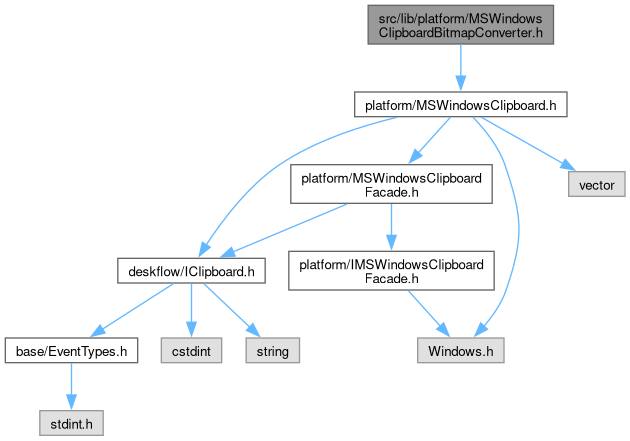 src/lib/platform/MSWindows
ClipboardBitmapConverter.h
platform/MSWindowsClipboard.h
platform/MSWindowsClipboard
Facade.h
vector
deskflow/IClipboard.h
platform/IMSWindowsClipboard
Facade.h
base/EventTypes.h
cstdint
string
Windows.h
stdint.h